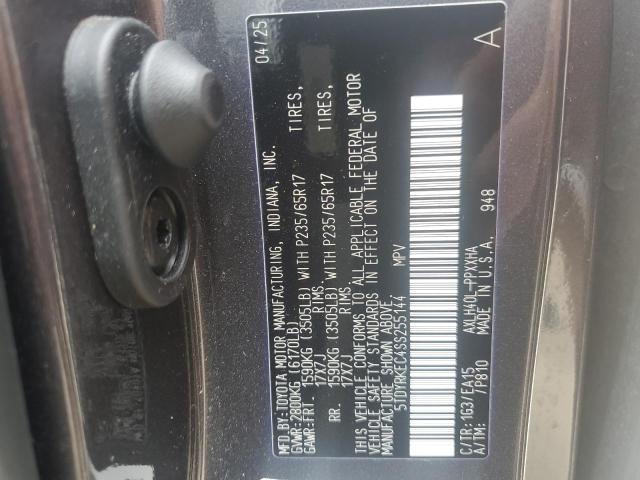 MFD.BY:TOYOTA MOTOR MANUFACTURING, INDIANA, INC. 04/25
GVWR:2800KG (6170LB)
GAWR:FRT. 1590KG (3505LB) WITH P235/65R17 TIRES,
17X7J RIMS,
RR. 1590KG (3505LB) WITH P235/65R17 TIRES,
17X7J RIMS.
THIS VEHICLE CONFORMS TO ALL APPLICABLE FEDERAL MOTOR
VEHICLE SAFETY STANDARDS IN EFFECT ON THE DATE OF
MANUFACTURE SHOWN ABOVE.
5TDYRKEC4SS255144 MPV
C/TR:1G3/EA15 AXLH40L-PPXXHA A
A/TM: /P810 MADE IN U.S.A. 948